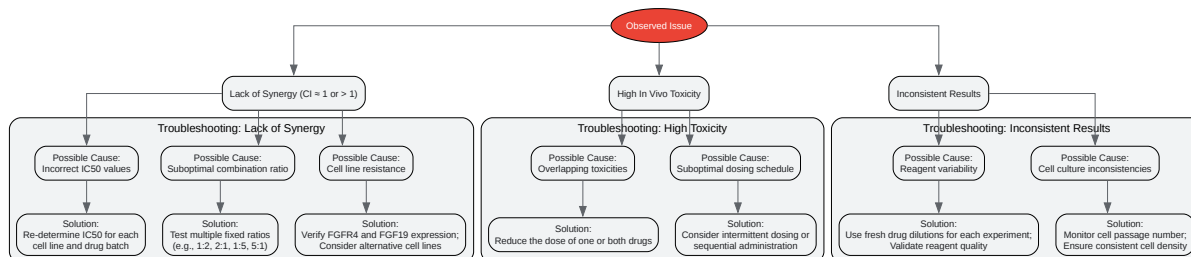 Observed Issue
Lack of Synergy (CI ≈ 1 or > 1)
High In Vivo Toxicity
Inconsistent Results
Troubleshooting: Lack of Synergy
Possible Cause:
Incorrect IC50 values
Possible Cause:
Suboptimal combination ratio
Possible Cause:
Cell line resistance
Solution:
Re-determine IC50 for each
cell line and drug batch
Solution:
Test multiple fixed ratios
(e.g., 1:2, 2:1, 1:5, 5:1)
Solution:
Verify FGFR4 and FGF19 expression;
Consider alternative cell lines
Troubleshooting: High Toxicity
Possible Cause:
Overlapping toxicities
Possible Cause:
Suboptimal dosing schedule
Solution:
Reduce the dose of one or both drugs
Solution:
Consider intermittent dosing or
sequential administration
Troubleshooting: Inconsistent Results
Possible Cause:
Reagent variability
Possible Cause:
Cell culture inconsistencies
Solution:
Use fresh drug dilutions for each experiment;
Validate reagent quality
Solution:
Monitor cell passage number;
Ensure consistent cell density